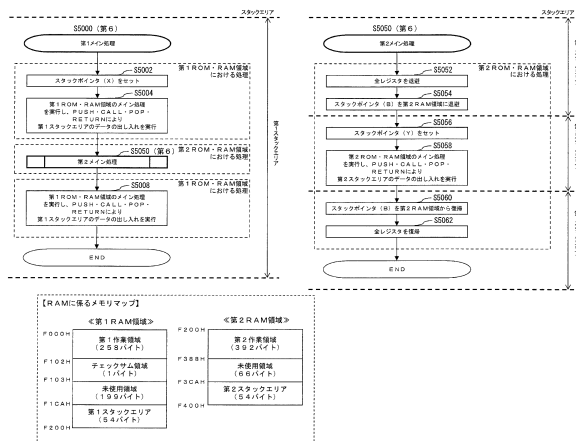 スタックエリア
S5000 (第6)
第1メイン処理
第1ROM・RAM領域
における処理
S5002
スタックポインタ (X) をセット
S5004
第1ROM・RAM領域のメイン処理
を実行し、PUSH・CALL・POP・
RETURNにより
第1スタックエリアのデータの出し入れを実行
第2ROM・RAM領域
における処理
S5050 (第6)
第2メイン処理
第1ROM・RAM領域
における処理
S5008
第1ROM・RAM領域のメイン処理
を実行し、PUSH・CALL・POP・
RETURNにより
第1スタックエリアのデータの出し入れを実行
END
第1スタックエリア
スタックエリア
S5050 (第6)
第2メイン処理
第2ROM・RAM領域
における処理
S5052
全レジスタを退避
S5054
スタックポインタ (B) を第2RAM領域に退避
S5056
スタックポインタ (Y) をセット
S5058
第2ROM・RAM領域のメイン処理
を実行し、PUSH・CALL・POP・
RETURNにより
第2スタックエリアのデータの出し入れを実行
S5060
スタックポインタ (B) を第2RAM領域から復帰
S5062
全レジスタを復帰
END
【RAMに係るメモリマップ】
≪第1RAM領域≫
F000H
第1作業領域
(258バイト)
F102H
チェックサム領域
(1バイト)
F103H
未使用領域
(199バイト)
F1CAH
第1スタックエリア
(54バイト)
F200H
≪第2RAM領域≫
F200H
第2作業領域
(392バイト)
F388H
未使用領域
(66バイト)
F3CAH
第2スタックエリア
(54バイト)
F400H